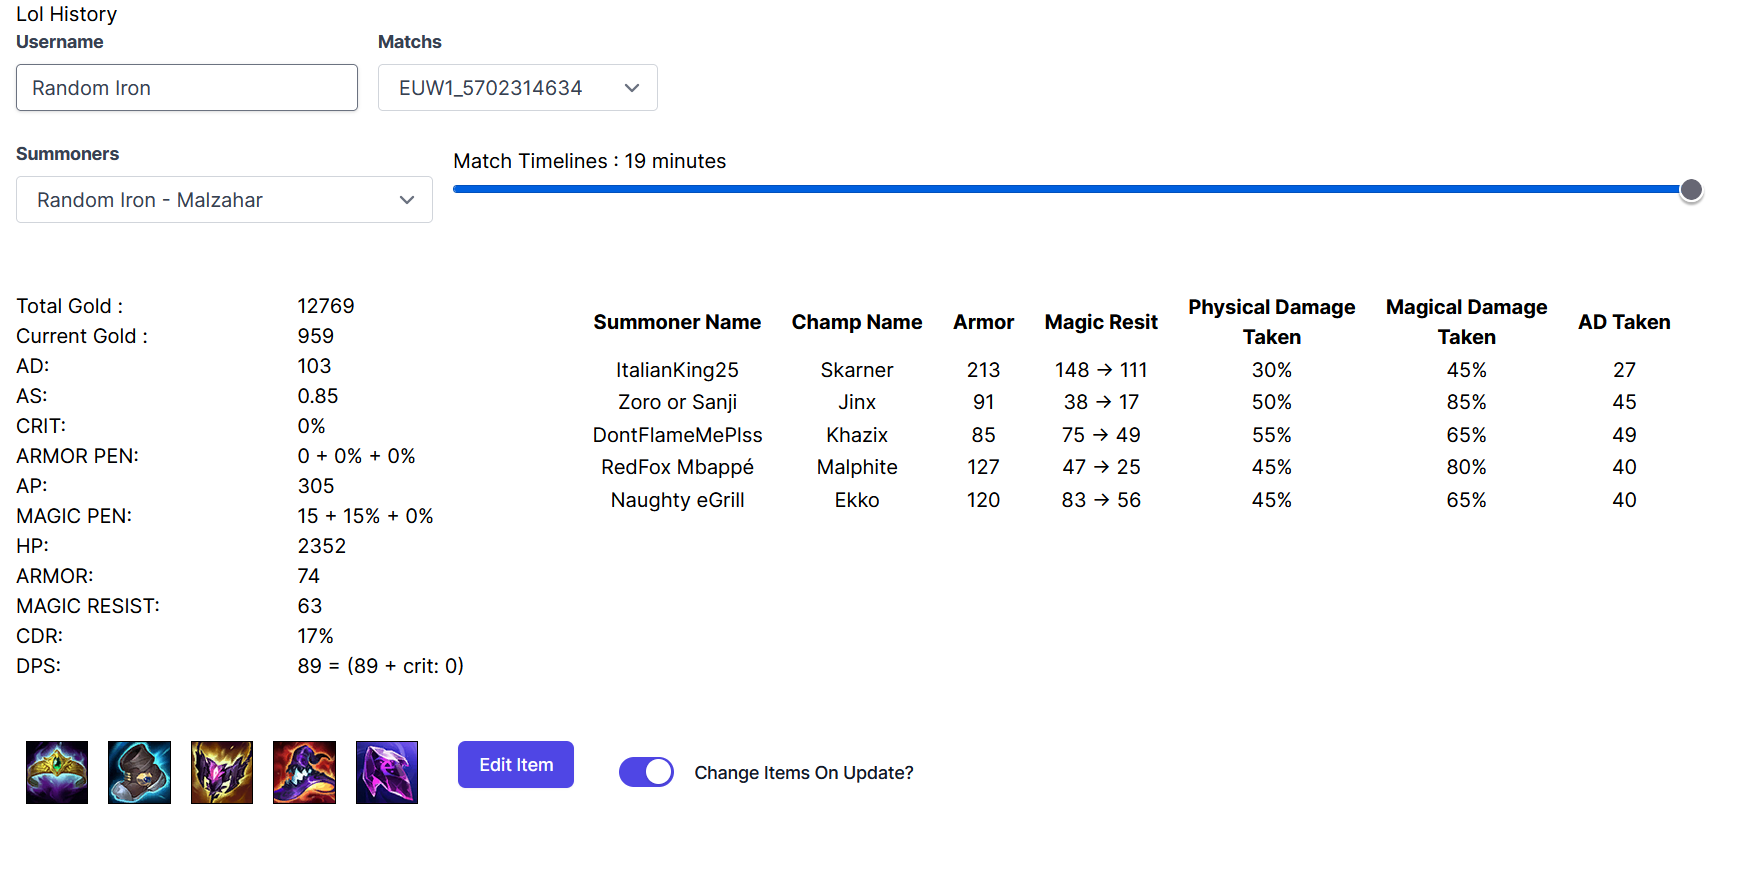 Lol History
Username
Matchs
Random Iron
EUW1_5702314634
Summoners
Match Timelines : 19 minutes
Random Iron - Malzahar
Total Gold : 12769
Current Gold : 959
AD: 103
AS: 0.85
CRIT: 0%
ARMOR PEN: 0 + 0% + 0%
AP: 305
MAGIC PEN: 15 + 15% + 0%
HP: 2352
ARMOR: 74
MAGIC RESIST: 63
CDR: 17%
DPS: 89 = (89 + crit: 0)
Summoner Name Champ Name Armor Magic Resit Physical Damage Taken Magical Damage Taken AD Taken
ItalianKing25 Skarner 213 148 → 111 30% 45% 27
Zoro or Sanji Jinx 91 38 → 17 50% 85% 45
DontFlameMePlss Khazix 85 75 → 49 55% 65% 49
RedFox Mbappé Malphite 127 47 → 25 45% 80% 40
Naughty eGrill Ekko 120 83 → 56 45% 65% 40
Edit Item
Change Items On Update?